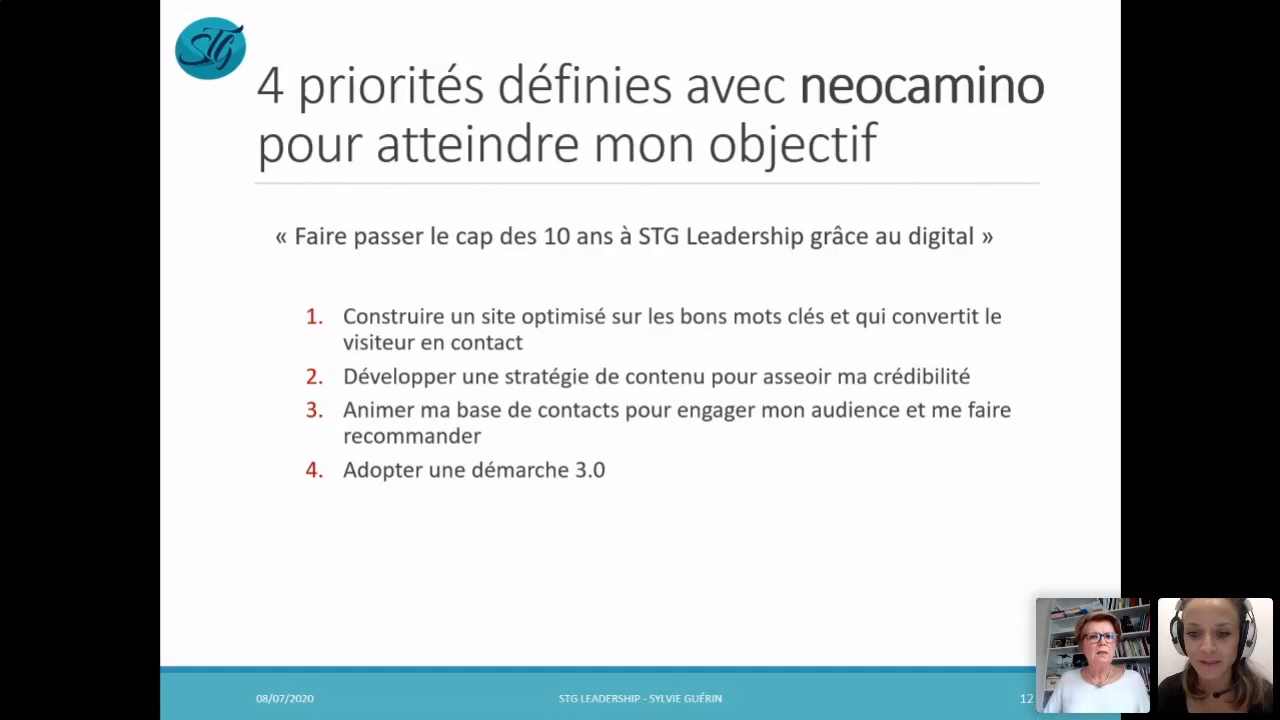 STG
4 priorités définies avec neocamino
pour atteindre mon objectif
« Faire passer le cap des 10 ans à STG Leadership grâce au digital »
1. Construire un site optimisé sur les bons mots clés et qui convertit le
visiteur en contact
2. Développer une stratégie de contenu pour asseoir ma crédibilité
3. Animer ma base de contacts pour engager mon audience et me faire
recommander
4. Adopter une démarche 3.0
08/07/2020 STG LEADERSHIP - SYLVIE GUÉRIN 12